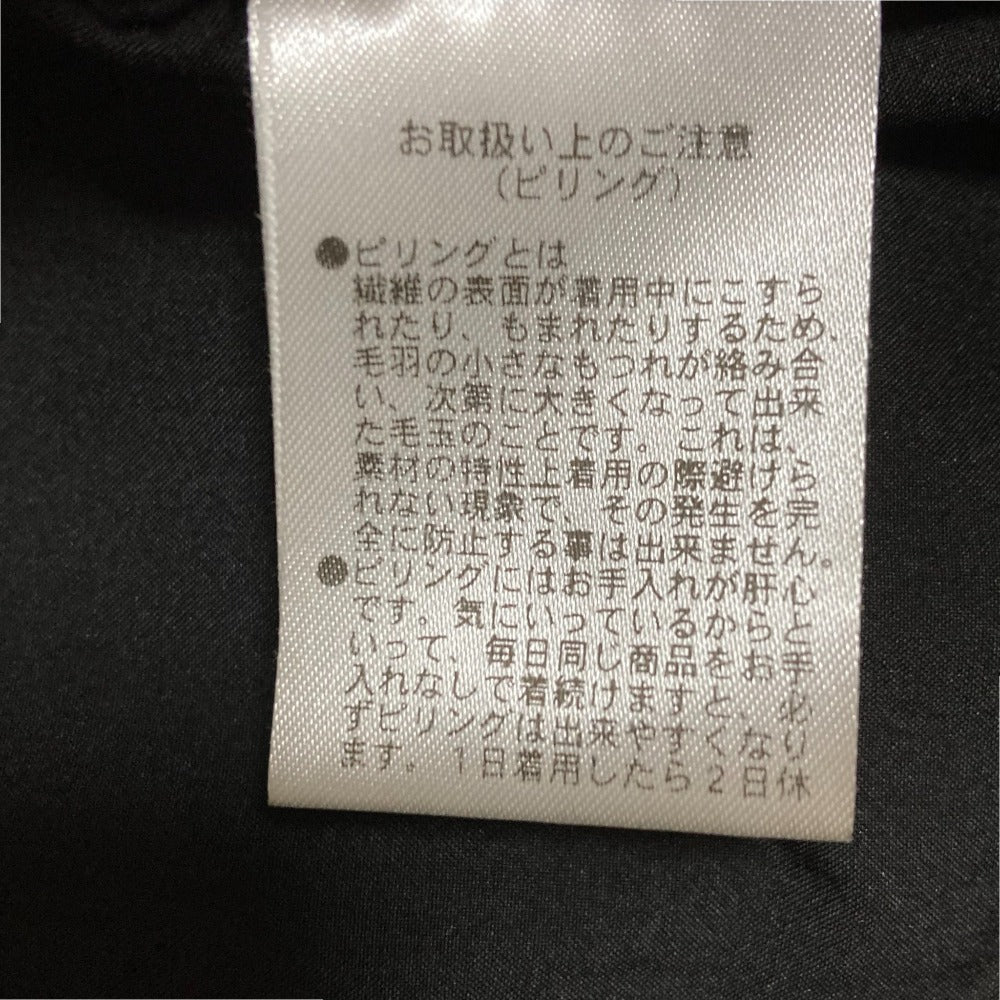 お取扱い上のご注意
(ピリング)
●ピリングとは
繊維の表面が着用中にこすら
れたり、もまれたりするため、
毛羽の小さなもつれが絡み合
い、次第に大きくなって出来
た毛玉のことです。これは、
素材の特性上着用の際避けら
れない現象で、その発生を完
全に防止する事は出来ません。
●ピリングにはお手入れが肝心
です。気にいっているからと
いって、毎日同じ商品をお手
入れなしで着続けますと、必
ずピリングは出来やすくなり
ます。1日着用したら2日休